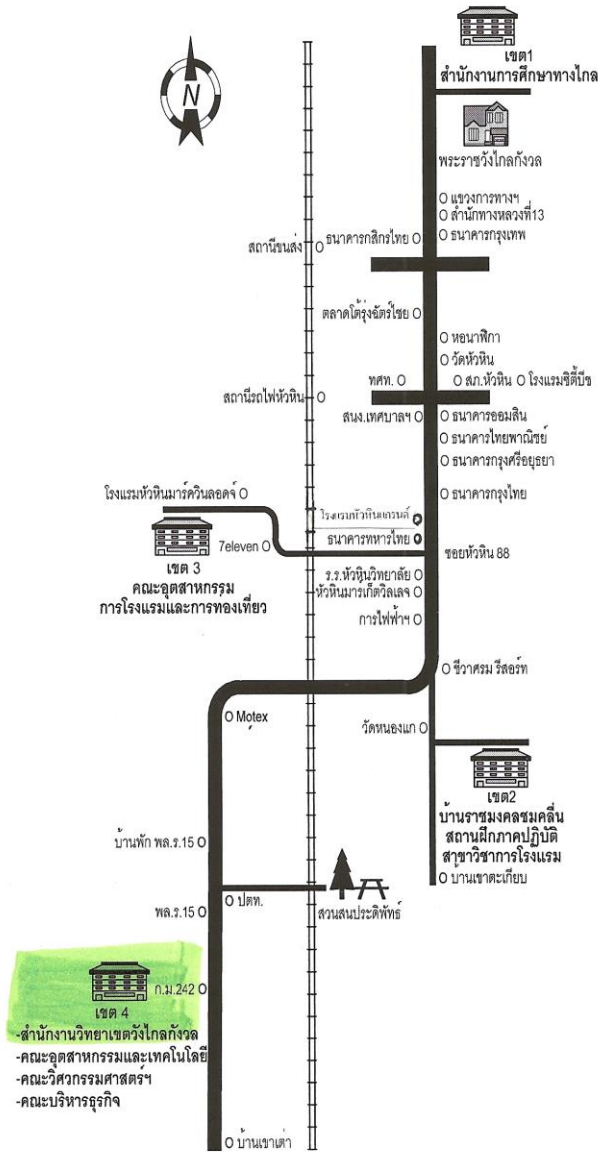 N
เขต1
สำนักงานการศึกษาทางไกล
พระราชวังไกลกังวล
แขวงการทางฯ
สำนักทางหลวงที่13
ธนาคารกสิกรไทย
ธนาคารกรุงเทพ
สถานีขนส่ง
ตลาดโต้รุ่งฉัตร์ไชย
หอนาฬิกา
วัดหัวหิน
ทศท.
สภ.หัวหิน
โรงแรมซิตี้บีช
สถานีรถไฟหัวหิน
สนง.เทศบาลฯ
ธนาคารออมสิน
ธนาคารไทยพาณิชย์
ธนาคารกรุงศรีอยุธยา
ธนาคารกรุงไทย
โรงแรมหัวหินมาร์ควินลอดจ์
โรงแรมหัวหินแกรนด์
ธนาคารทหารไทย
7eleven
ซอยหัวหิน 88
เขต 3
คณะอุตสาหกรรม
การโรงแรมและการทองเที่ยว
ร.ร.หัวหินวิทยาลัย
หัวหินมาร์เก็ตวิลเลจ
การไฟฟ้าฯ
ชีวาศรม รีสอร์ท
Motex
วัดหนองแก
เขต2
บ้านราชมงคลชมคลื่น
สถานฝึกภาคปฏิบัติ
สาขาวิชาการโรงแรม
บ้านเขาตะเกียบ
บ้านพัก พล.ร.15
ปตท.
สวนสนประดิพัทธ์
พล.ร.15
ก.ม.242
เขต 4
-สำนักงานวิทยาเขตวังไกลกังวล
-คณะอุตสาหกรรมและเทคโนโลยี
-คณะวิศวกรรมศาสตร์ฯ
-คณะบริหารธุรกิจ
บ้านเขาเต่า